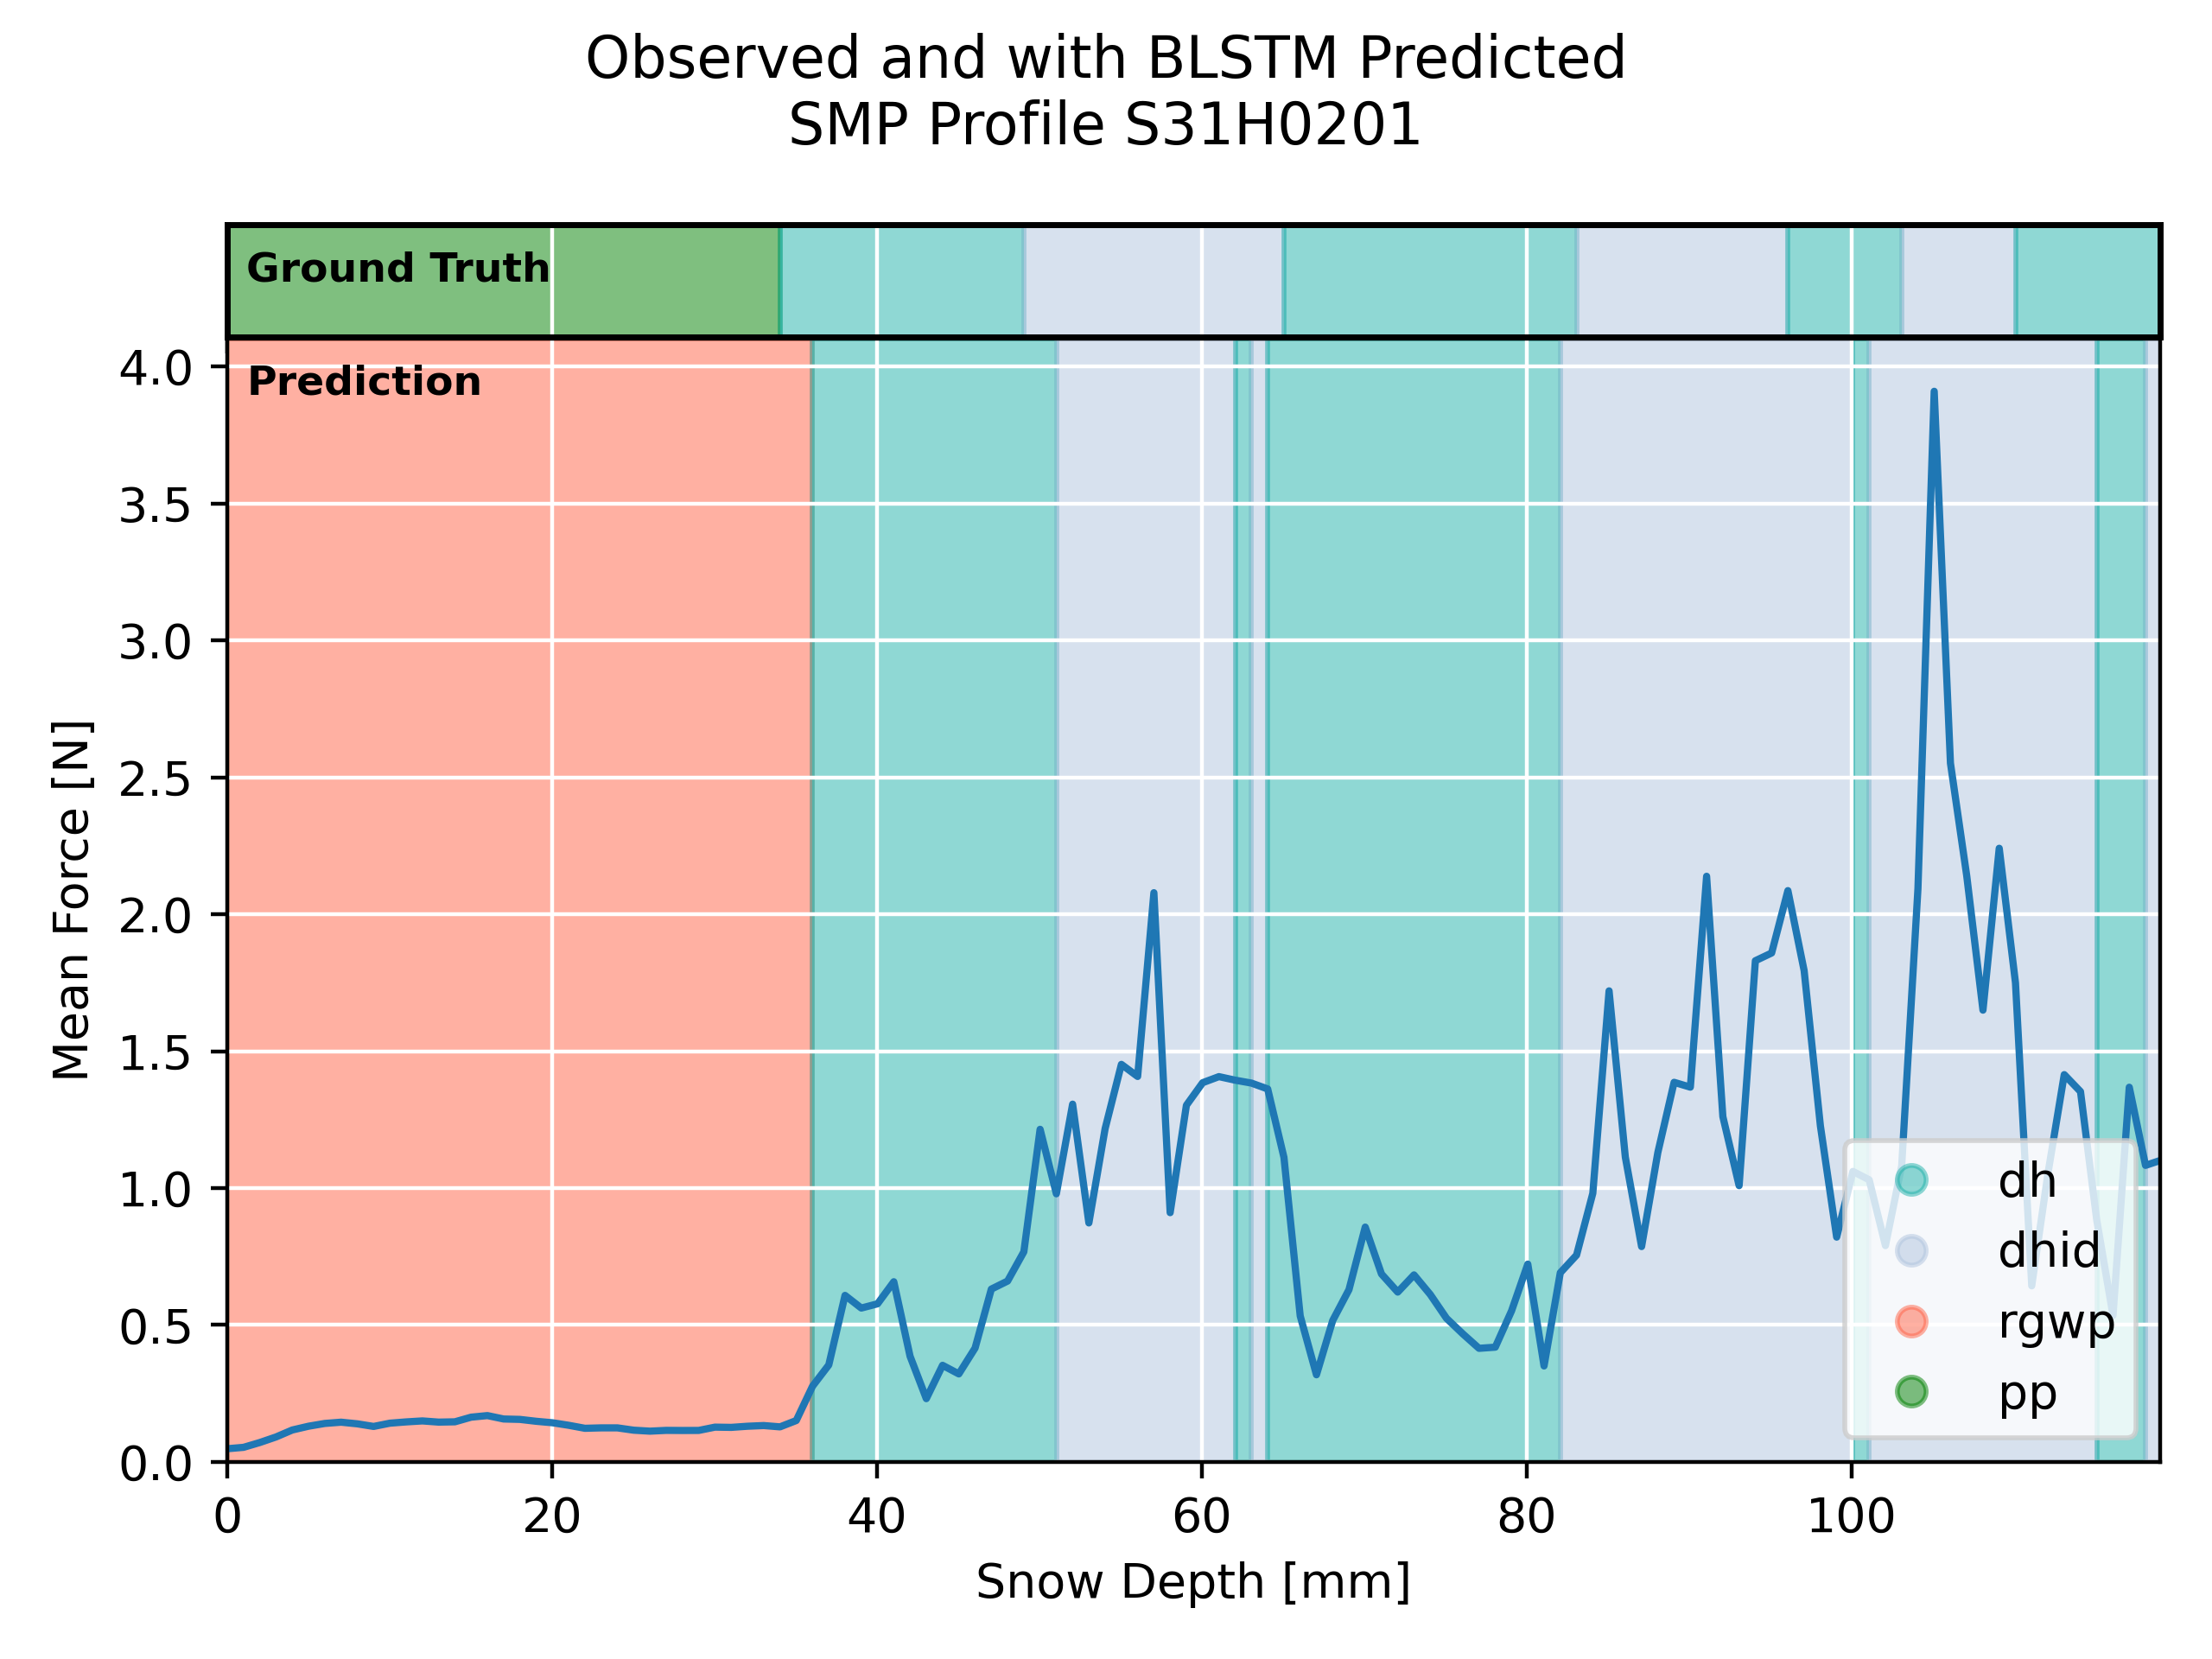 Observed and with BLSTM Predicted
SMP Profile S31H0201
Ground Truth
Prediction
4.0
3.5
3.0
2.5
2.0
1.5
1.0
0.5
0.0
Mean Force [N]
dh
dhid
rgwp
pp
0 20 40 60 80 100
Snow Depth [mm]